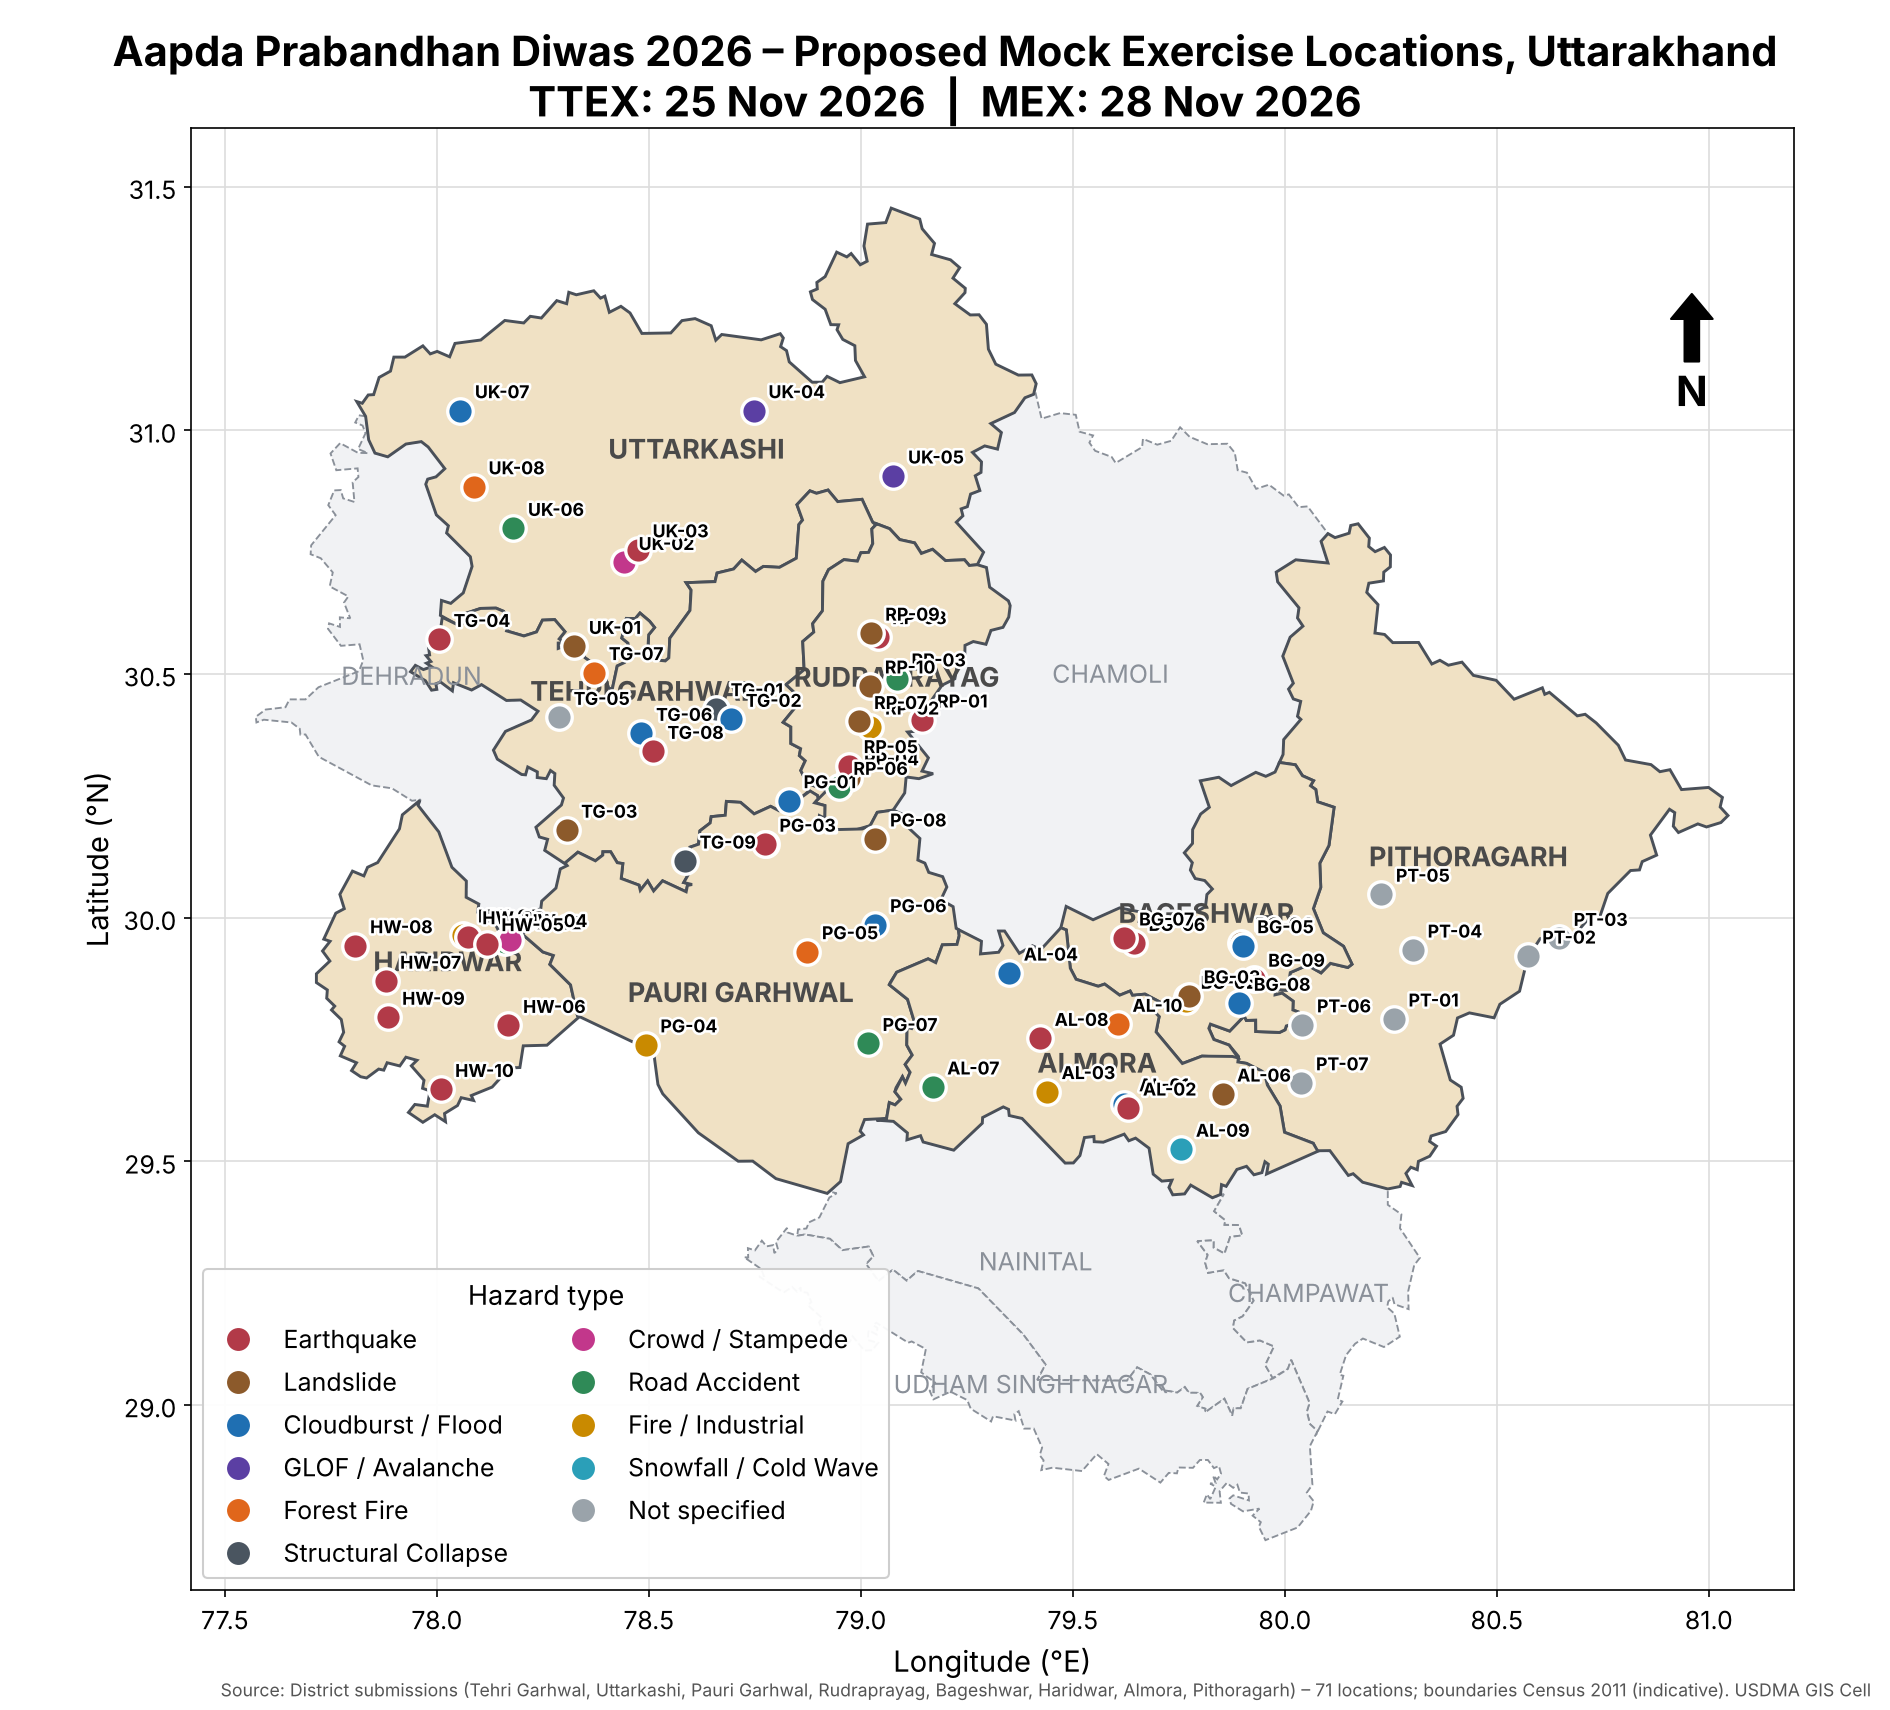 Aapda Prabandhan Diwas 2026 – Proposed Mock Exercise Locations, Uttarakhand
TTEX: 25 Nov 2026 | MEX: 28 Nov 2026
31.5
31.0
30.5
30.0
29.5
29.0
Latitude (°N)
N
UK-07
UK-04
UTTARKASHI
UK-05
UK-08
UK-06
UK-03
UK-02
TG-04
UK-01
TG-07
DEHRADUN
TG-05
TG-01
TG-02
TG-06
TG-08
TG-03
TG-09
RP-09
RP-03
RP-10
CHAMOLI
RP-01
RP-07
RP-02
RP-05
RP-04
RP-06
PG-01
PG-03
PG-08
PITHORAGARH
PT-05
PG-06
PG-05
HW-08
HW-05
HARIDWAR
HW-07
HW-09
HW-06
HW-10
PAURI GARHWAL
PG-04
PG-07
BAGESHWAR
BG-07
BG-05
BG-09
BG-08
PT-03
PT-02
PT-04
PT-01
PT-06
PT-07
AL-04
AL-10
AL-08
ALMORA
AL-07
AL-03
AL-02
AL-06
AL-09
NAINITAL
CHAMPAWAT
UDHAM SINGH NAGAR
Hazard type
Earthquake
Landslide
Cloudburst / Flood
GLOF / Avalanche
Forest Fire
Structural Collapse
Crowd / Stampede
Road Accident
Fire / Industrial
Snowfall / Cold Wave
Not specified
77.5
78.0
78.5
79.0
79.5
80.0
80.5
81.0
Longitude (°E)
Source: District submissions (Tehri Garhwal, Uttarkashi, Pauri Garhwal, Rudraprayag, Bageshwar, Haridwar, Almora, Pithoragarh) – 71 locations; boundaries Census 2011 (indicative). USDMA GIS Cell